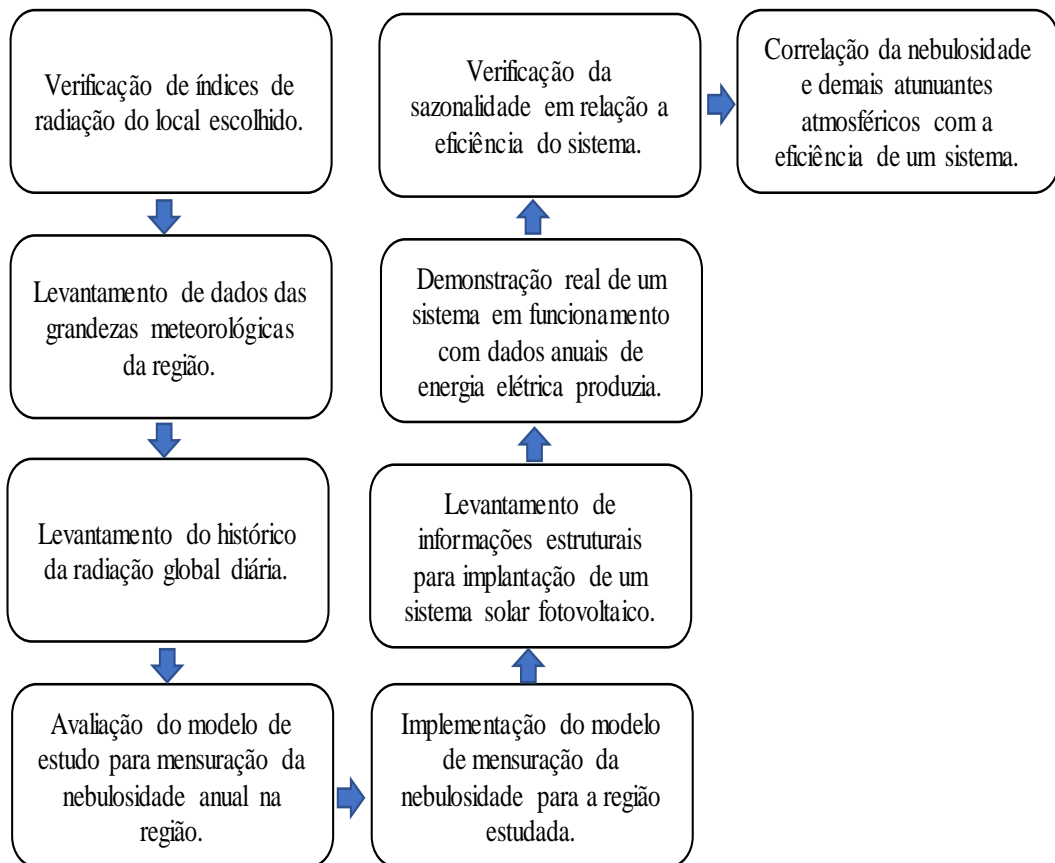 Verificação de índices de
radiação do local escolhido.
Levantamento de dados das
grandezas meteorológicas
da região.
Levantamento do histórico
da radiação global diária.
Avaliação do modelo de
estudo para mensuração da
nebulosidade anual na
região.
Implementação do modelo
de mensuração da
nebulosidade para a região
estudada.
Levantamento de
informações estruturais
para implantação de um
sistema solar fotovoltaico.
Demonstração real de um
sistema em funcionamento
com dados anuais de
energia elétrica produzia.
Verificação da
sazonalidade em relação a
eficiência do sistema.
Correlação da nebulosidade
e demais atunuantes
atmosféricos com a
eficiência de um sistema.